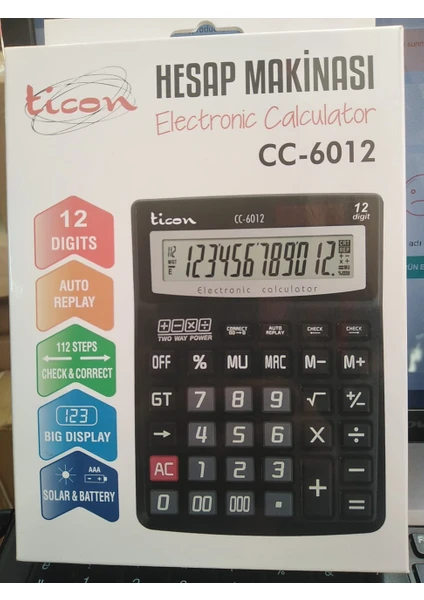 ticon
HESAP MAKİNASI
Electronic Calculator
CC-6012
12
DIGITS
AUTO
REPLAY
112 STEPS
CHECK & CORRECT
123
BIG DISPLAY
AAA
SOLAR & BATTERY
ticon CC-6012 12
digit
123456789012.
Electronic calculator
TWO WAY POWER
CORRECT AUTO REPLAY CHECK CHECK
OFF % MU MRC M- M+
GT 7 8 9 √ +/-
→ 4 5 6 X ÷
AC 1 2 3 + −
0 00 000 . =